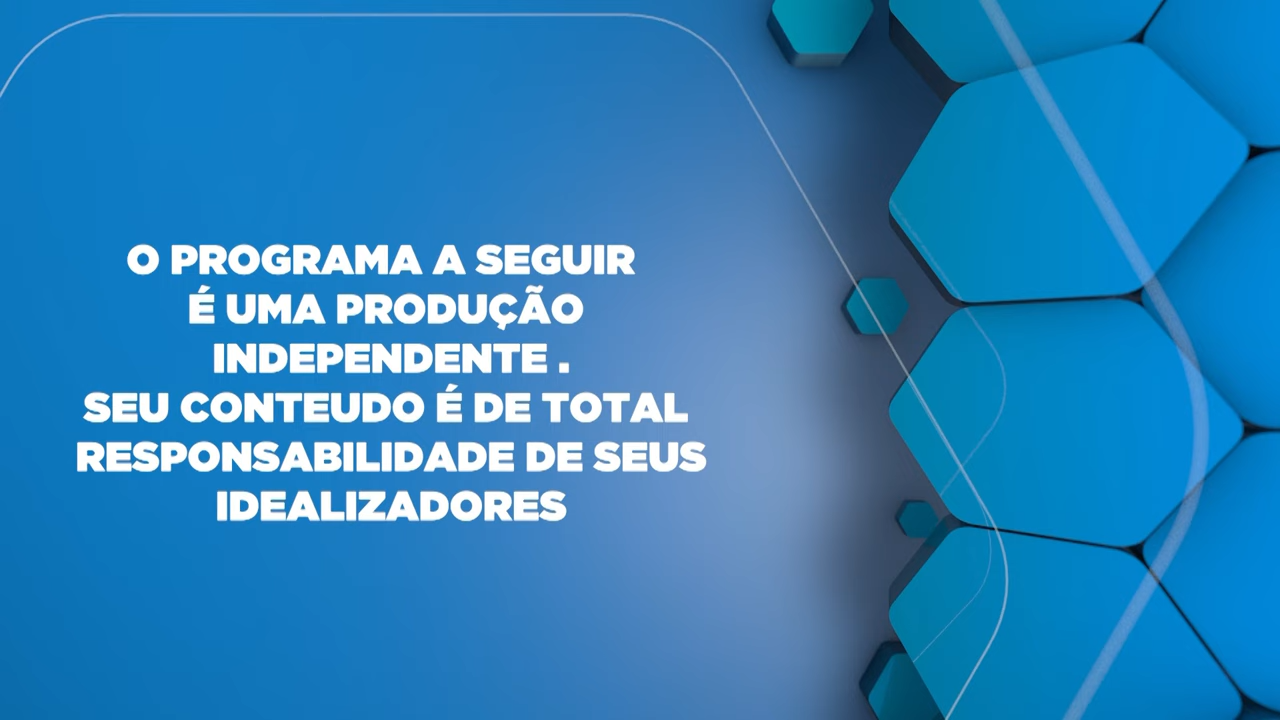 O PROGRAMA A SEGUIR
É UMA PRODUÇÃO
INDEPENDENTE .
SEU CONTEUDO É DE TOTAL
RESPONSABILIDADE DE SEUS
IDEALIZADORES